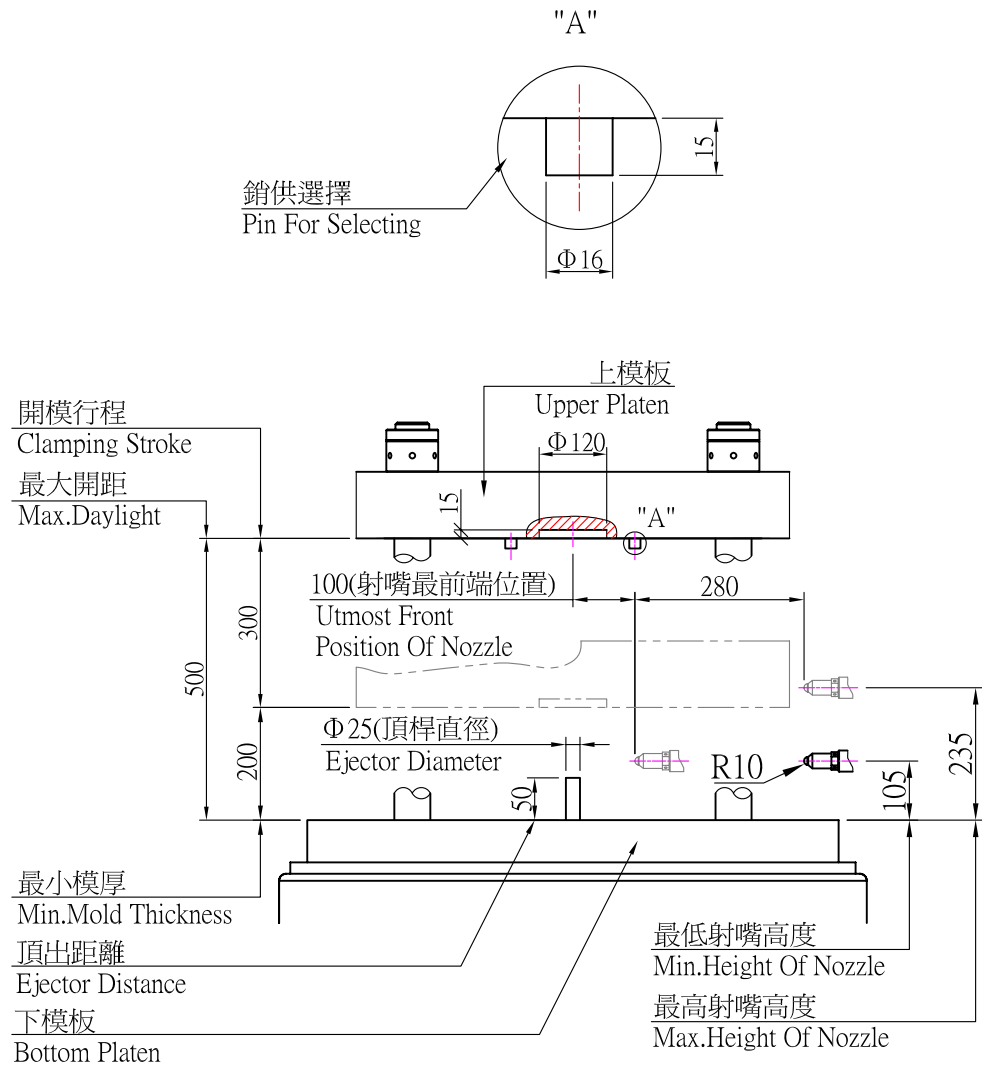 "A"
15
銷供選擇
Pin For Selecting
Φ16
上模板
Upper Platen
開模行程
Clamping Stroke
Φ120
最大開距
Max.Daylight
15
"A"
100(射嘴最前端位置)
Utmost Front
Position Of Nozzle
280
300
500
Φ25(頂桿直徑)
Ejector Diameter
200
50
R10
105
235
最小模厚
Min.Mold Thickness
頂出距離
Ejector Distance
下模板
Bottom Platen
最低射嘴高度
Min.Height Of Nozzle
最高射嘴高度
Max.Height Of Nozzle